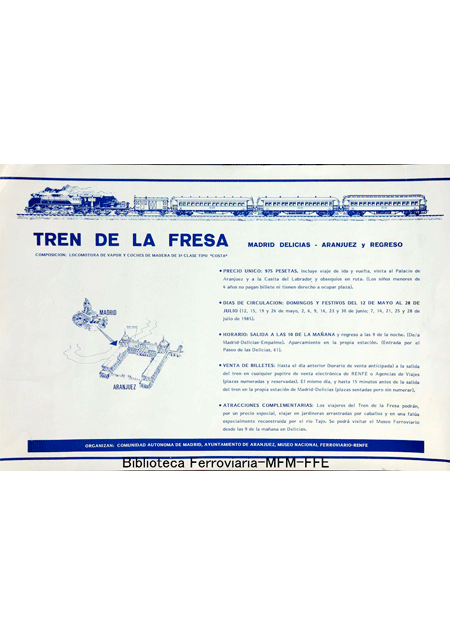 TREN DE LA FRESA
MADRID DELICIAS - ARANJUEZ y REGRESO
COMPOSICION: LOCOMOTORA DE VAPOR Y COCHES DE MADERA DE 3ª CLASE TIPO "COSTA"
• PRECIO UNICO: 975 PESETAS, incluye viaje de ida y vuelta, visita al Palacio de
Aranjuez y a la Casita del Labrador y obsequios en ruta. (Los niños menores de
4 años no pagan billete ni tienen derecho a ocupar plaza).
• DIAS DE CIRCULACION: DOMINGOS Y FESTIVOS DEL 12 DE MAYO AL 28 DE
JULIO (12, 15, 19 y 26 de mayo, 2, 6, 9, 16, 23 y 30 de junio; 7, 14, 21, 25 y 28 de
julio de 1985).
• HORARIO: SALIDA A LAS 10 DE LA MAÑANA y regreso a las 9 de la noche. (De/a
Madrid-Delicias-Empalme). Aparcamiento en la propia estación. (Entrada por el
Paseo de las Delicias, 61).
• VENTA DE BILLETES: Hasta el día anterior (horario de venta anticipada) a la salida
del tren en cualquier pupitre de venta electrónica de RENFE o Agencias de Viajes
(plazas numeradas y reservadas). El mismo día, y hasta 15 minutos antes de la salida
del tren en la propia estación de Madrid-Delicias (plazas sentadas pero sin numerar).
• ATRACCIONES COMPLEMENTARIAS: Los viajeros del Tren de la Fresa podrán,
por un precio especial, viajar en jardineras arrastradas por caballos y en una falúa
especialmente reconstruida por el río Tajo. Se podrá visitar el Museo Ferroviario
desde las 9 de la mañana en Delicias.
MADRID
ARANJUEZ
ORGANIZAN: COMUNIDAD AUTONOMA DE MADRID, AYUNTAMIENTO DE ARANJUEZ, MUSEO NACIONAL FERROVIARIO-RENFE
Biblioteca Ferroviaria-MFM-FFE